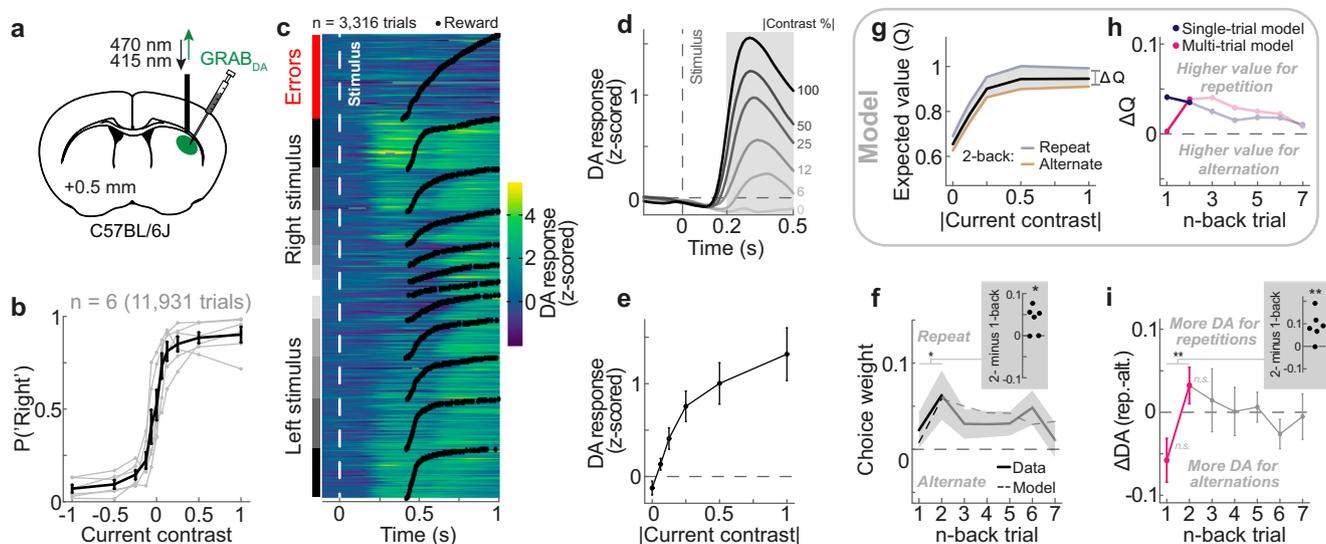 a
470 nm
415 nm
GRAB_DA
+0.5 mm
C57BL/6J
b
n = 6 (11,931 trials)
P('Right')
1
0.5
0
-1
-0.5
0
0.5
1
Current contrast
c
n = 3,316 trials
Reward
Stimulus
Errors
Right stimulus
Left stimulus
0
0.5
1
Time (s)
4
2
0
DA response
(z-scored)
d
|Contrast %|
Stimulus
DA response
(z-scored)
1
0
100
50
25
12
6
0
0
0.2
0.5
Time (s)
e
DA response
(z-scored)
1
0
0
0.5
1
|Current contrast|
Model
g
Expected value (Q)
1
0.8
0.6
ΔQ
2-back:
Repeat
Alternate
0
0.5
1
|Current contrast|
h
Single-trial model
Multi-trial model
0.1
0
ΔQ
Higher value for
repetition
Higher value for
alternation
1
3
5
7
n-back trial
f
Choice weight
0.1
0
Repeat
*
Alternate
Data
Model
1 2 3 4 5 6 7
n-back trial
2- minus 1-back
0.1
0
-0.1
*
i
ΔDA (rep.-alt.)
0.1
0
-0.1
More DA for
repetitions
**
n.s.
n.s.
More DA for
alternations
1 2 3 4 5 6 7
n-back trial
2- minus 1-back
0.1
0
-0.1
**